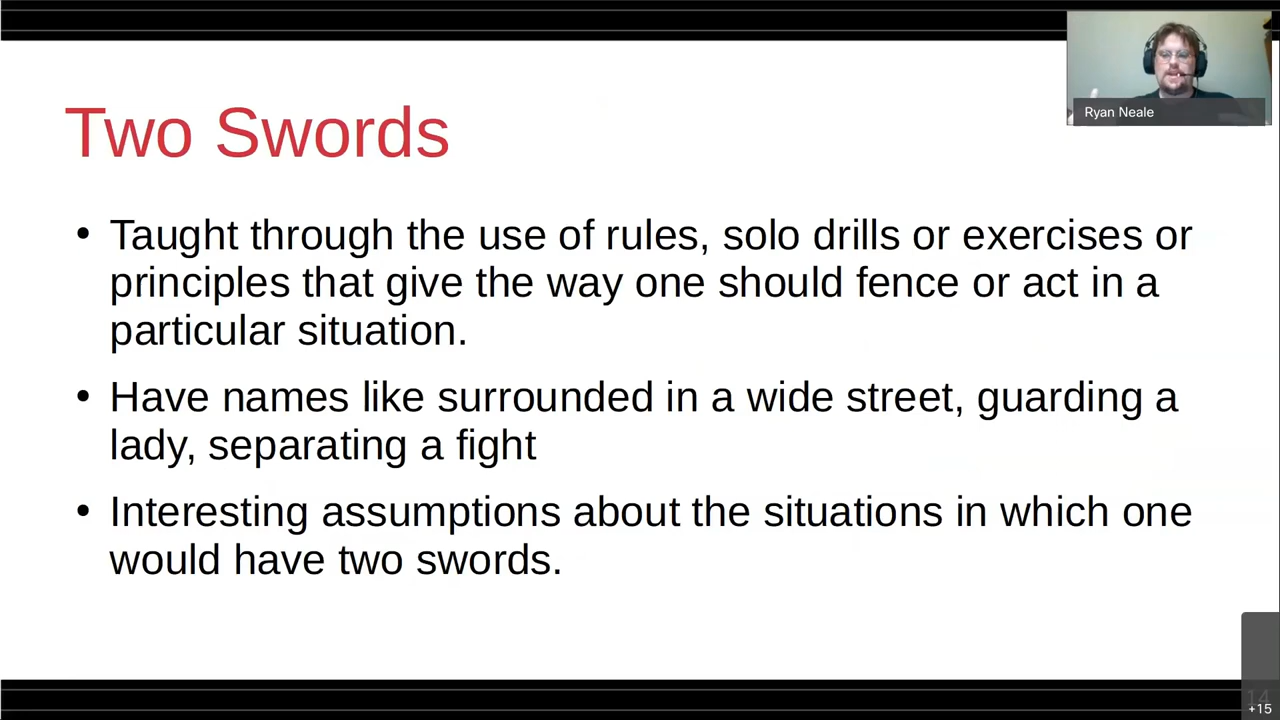 Ryan Neale
Two Swords
• Taught through the use of rules, solo drills or exercises or
principles that give the way one should fence or act in a
particular situation.
• Have names like surrounded in a wide street, guarding a
lady, separating a fight
• Interesting assumptions about the situations in which one
would have two swords.
14
+15